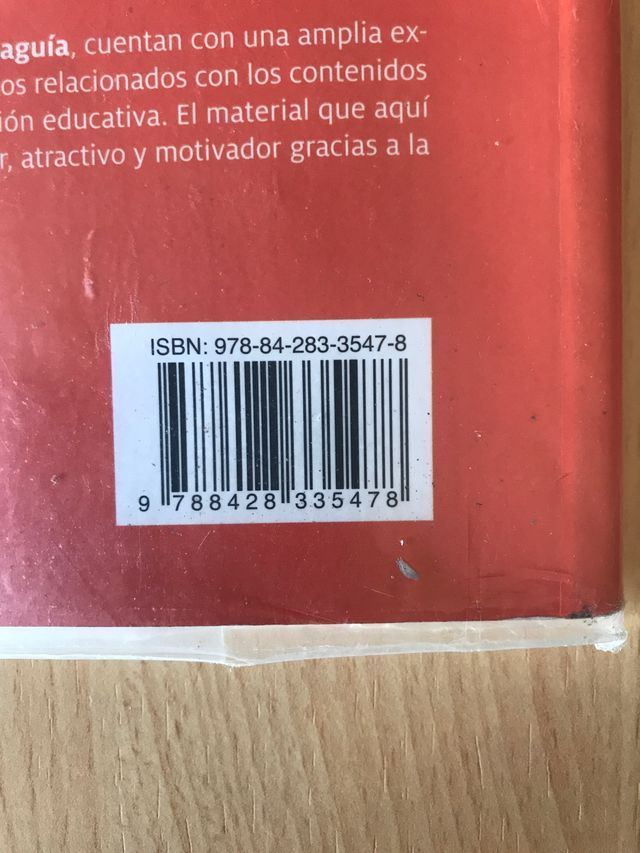 aguía, cuentan con una amplia ex-
os relacionados con los contenidos
ión educativa. El material que aquí
r, atractivo y motivador gracias a la
ISBN: 978-84-283-3547-8
9 788428 335478